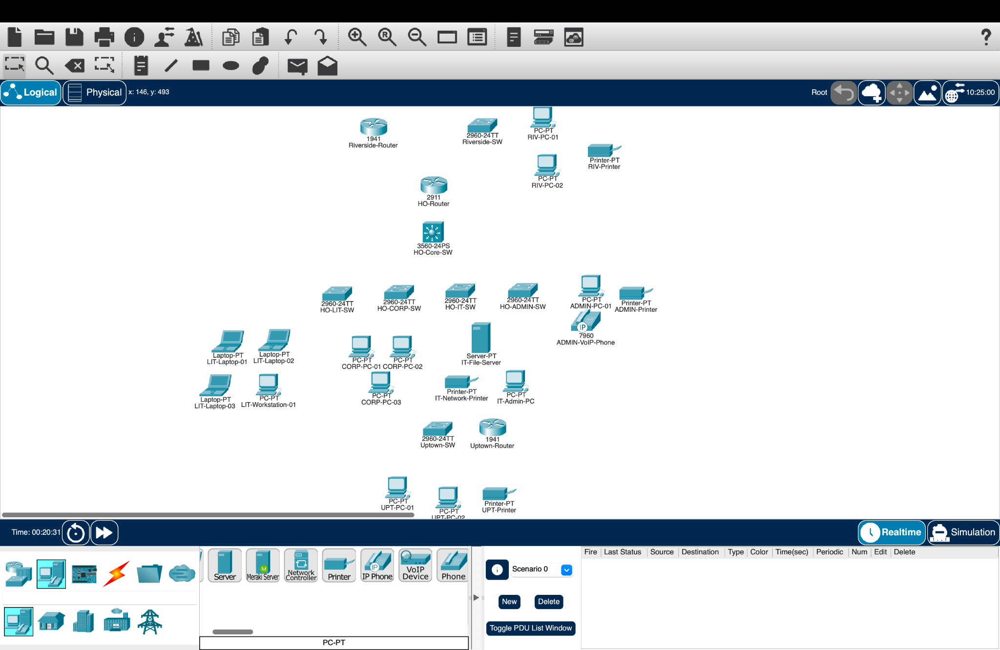 R
Logical
Physical
x: 146, y: 493
Root
10:25:00
1941
Riverside-Router
2960-24TT
Riverside-SW
PC-PT
RIV-PC-01
Printer-PT
RIV-Printer
PC-PT
RIV-PC-02
2911
HO-Router
3560-24PS
HO-Core-SW
2960-24TT
HO-LIT-SW
2960-24TT
HO-CORP-SW
2960-24TT
HO-IT-SW
2960-24TT
HO-ADMIN-SW
PC-PT
ADMIN-PC-01
Printer-PT
ADMIN-Printer
IP
7960
ADMIN-VoIP-Phone
Laptop-PT
LIT-Laptop-01
Laptop-PT
LIT-Laptop-02
PC-PT
CORP-PC-01
PC-PT
CORP-PC-02
Server-PT
IT-File-Server
Laptop-PT
LIT-Laptop-03
PC-PT
LIT-Workstation-01
PC-PT
CORP-PC-03
Printer-PT
IT-Network-Printer
PC-PT
IT-Admin-PC
2960-24TT
Uptown-SW
1941
Uptown-Router
PC-PT
UPT-PC-01
PC-PT
UPT-PC-02
Printer-PT
UPT-Printer
Time: 00:20:31
Realtime
Simulation
Server
M
Meraki Server
Network
Controller
Printer
IP
IP Phone
VoIP
Device
Phone
PC-PT
Scenario 0
New
Delete
Toggle PDU List Window
Fire Last Status Source Destination Type Color Time(sec) Periodic Num Edit Delete